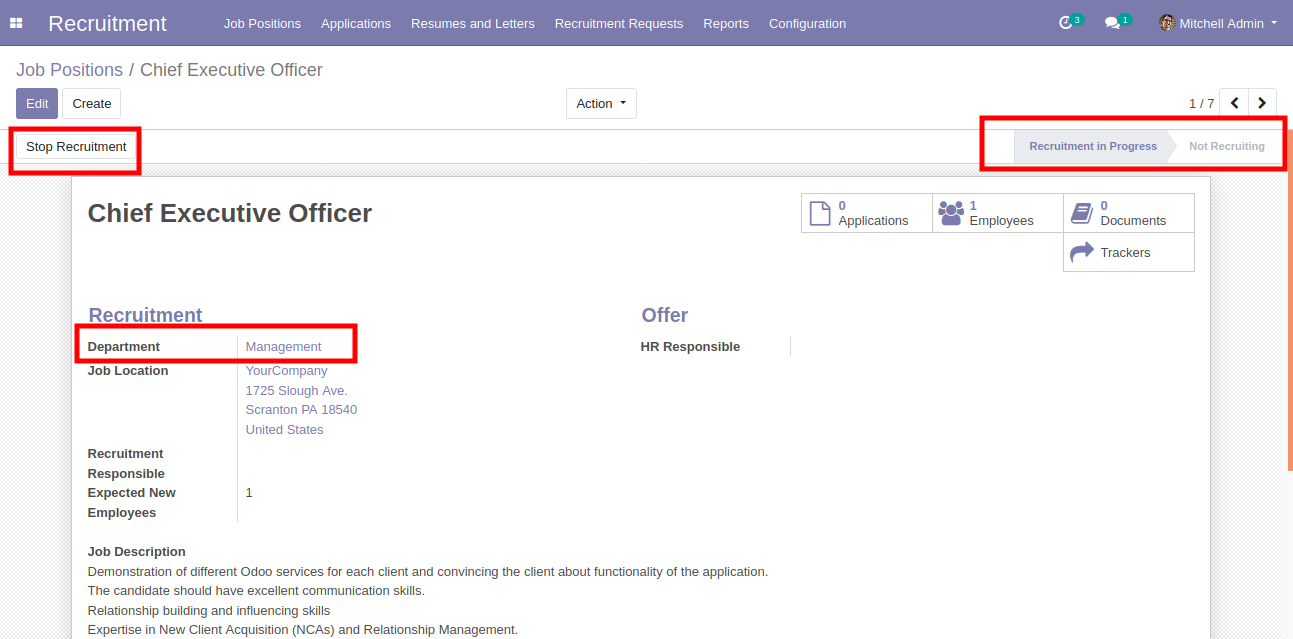 Recruitment Job Positions Applications Resumes and Letters Recruitment Requests Reports Configuration 3 1 Mitchell Admin
Job Positions / Chief Executive Officer
Edit Create Action 1 / 7
Stop Recruitment Recruitment in Progress Not Recruiting
Chief Executive Officer
0 Applications
1 Employees
0 Documents
Trackers
Recruitment
Department Management
Job Location YourCompany
1725 Slough Ave.
Scranton PA 18540
United States
Recruitment
Responsible
Expected New 1
Employees
Offer
HR Responsible
Job Description
Demonstration of different Odoo services for each client and convincing the client about functionality of the application.
The candidate should have excellent communication skills.
Relationship building and influencing skills
Expertise in New Client Acquisition (NCAs) and Relationship Management.